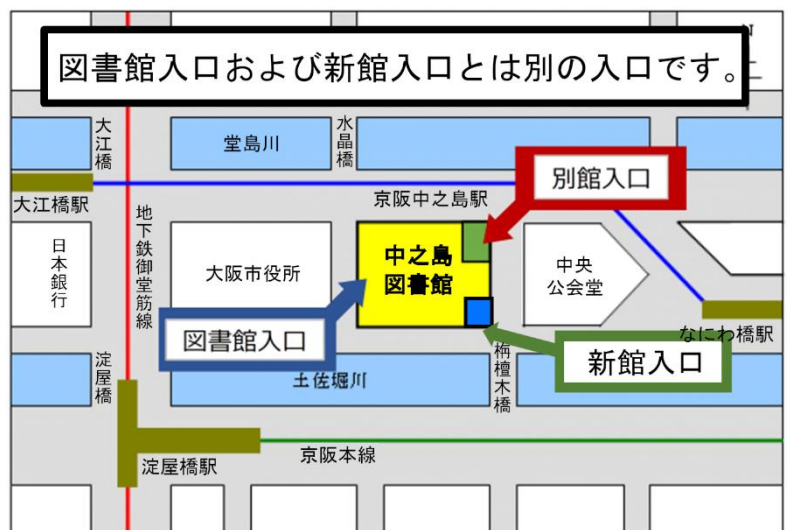 図書館入口および新館入口とは別の入口です。
N
大江橋
堂島川
水晶橋
別館入口
大江橋駅
京阪中之島駅
地下鉄御堂筋線
日本銀行
大阪市役所
中之島
図書館
中央
公会堂
図書館入口
なにわ橋駅
新館入口
淀屋橋
土佐堀川
栴檀木橋
淀屋橋駅
京阪本線